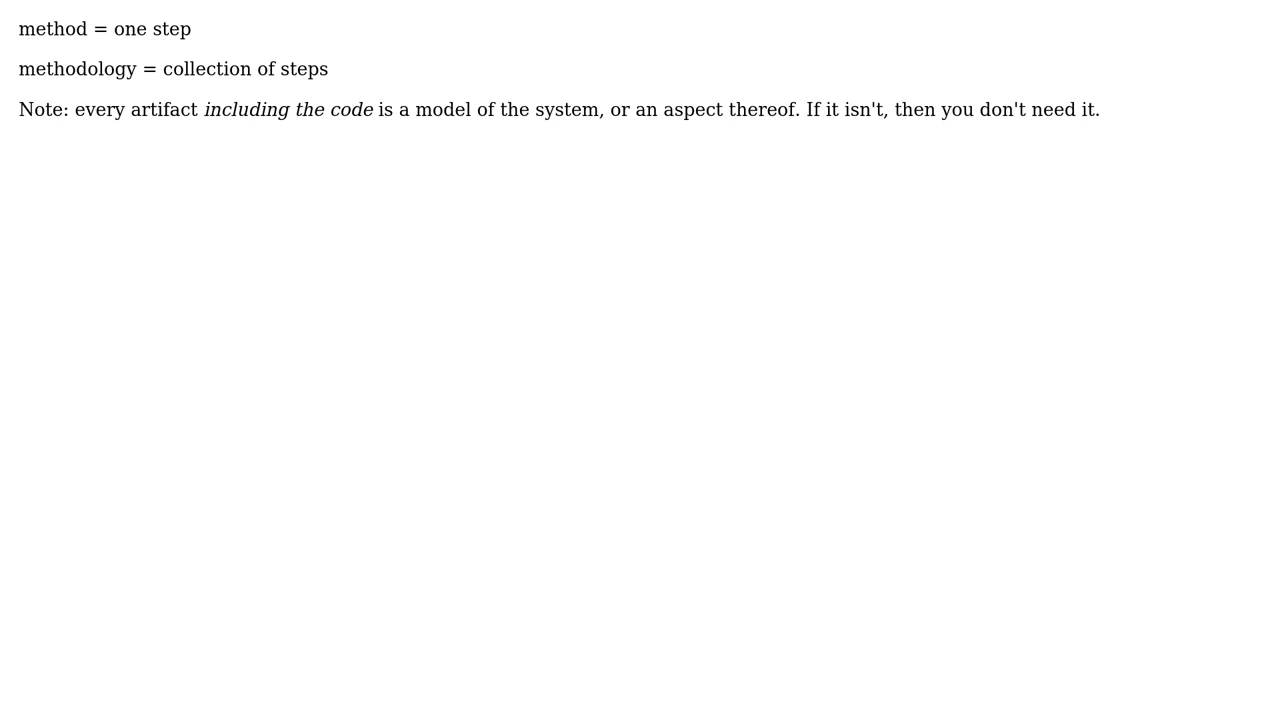 method = one step
methodology = collection of steps
Note: every artifact including the code is a model of the system, or an aspect thereof. If it isn't, then you don't need it.